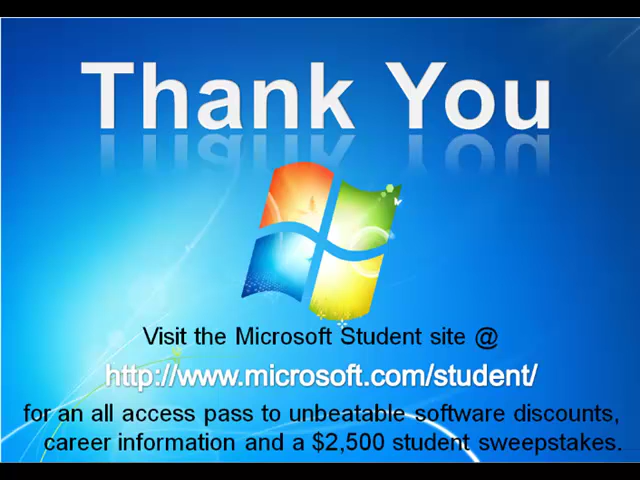 Thank You
Visit the Microsoft Student site @
http://www.microsoft.com/student/
for an all access pass to unbeatable software discounts,
career information and a $2,500 student sweepstakes.